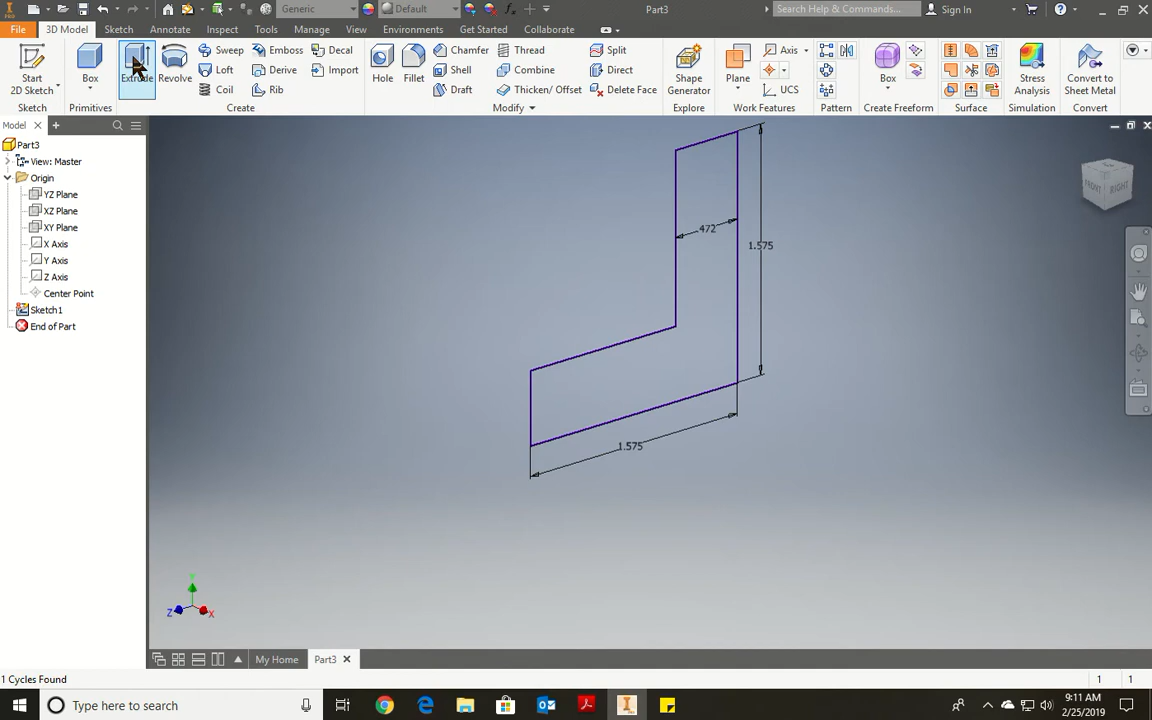 Generic
Default
Part3
Search Help & Commands...
Sign In
File
3D Model
Sketch
Annotate
Inspect
Tools
Manage
View
Environments
Get Started
Collaborate
Start
2D Sketch
Box
Extrude
Revolve
Sweep
Emboss
Decal
Loft
Derive
Import
Coil
Rib
Hole
Fillet
Chamfer
Thread
Split
Shell
Combine
Direct
Draft
Thicken/ Offset
Delete Face
Shape
Generator
Plane
Axis
UCS
Box
Stress
Analysis
Convert to
Sheet Metal
Sketch
Primitives
Create
Modify
Explore
Work Features
Pattern
Create Freeform
Surface
Simulation
Convert
Model
Part3
View: Master
Origin
YZ Plane
XZ Plane
XY Plane
X Axis
Y Axis
Z Axis
Center Point
Sketch1
End of Part
.472
1.575
1.575
FRONT
RIGHT
Y
Z
X
My Home
Part3
1 Cycles Found
1
1
Type here to search
9:11 AM
2/25/2019